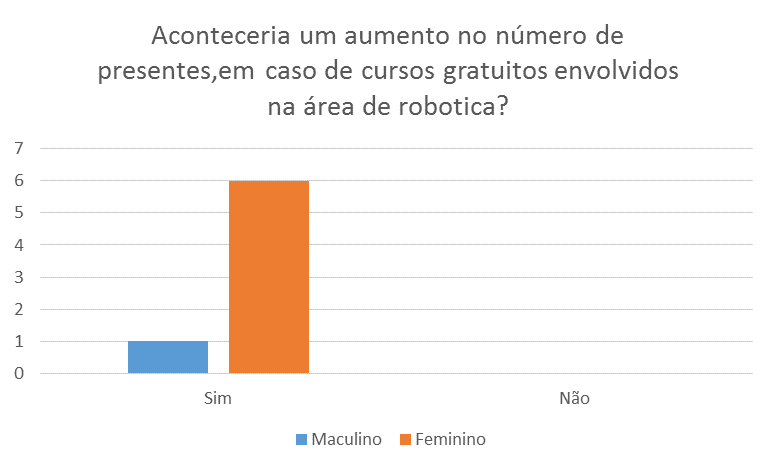 Aconteceria um aumento no número de
presentes,em caso de cursos gratuitos envolvidos
na área de robotica?
7
6
5
4
3
2
1
0
Sim Não
Maculino Feminino